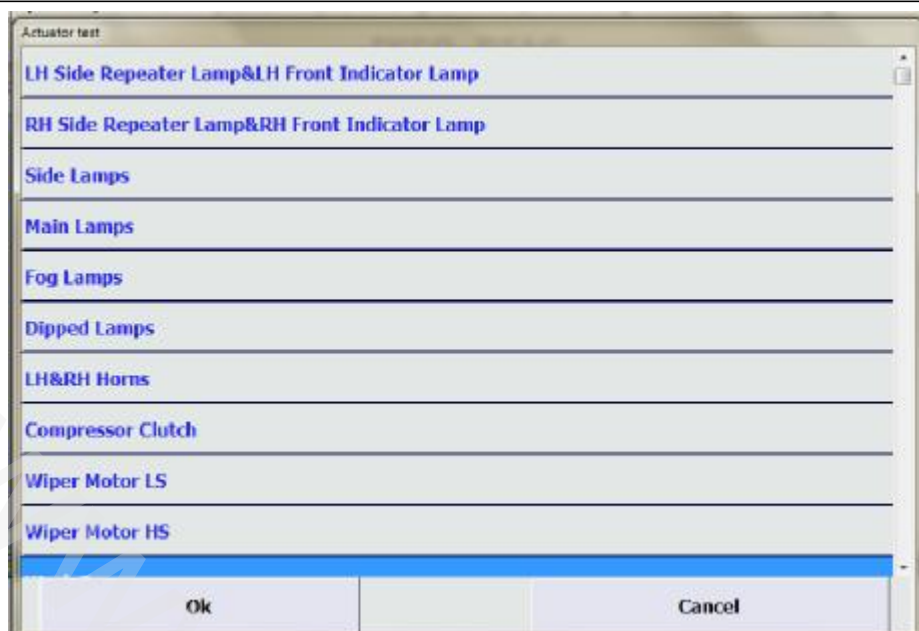 Actuator test
LH Side Repeater Lamp&LH Front Indicator Lamp
RH Side Repeater Lamp&RH Front Indicator Lamp
Side Lamps
Main Lamps
Fog Lamps
Dipped Lamps
LH&RH Horns
Compressor Clutch
Wiper Motor LS
Wiper Motor HS
Ok
Cancel